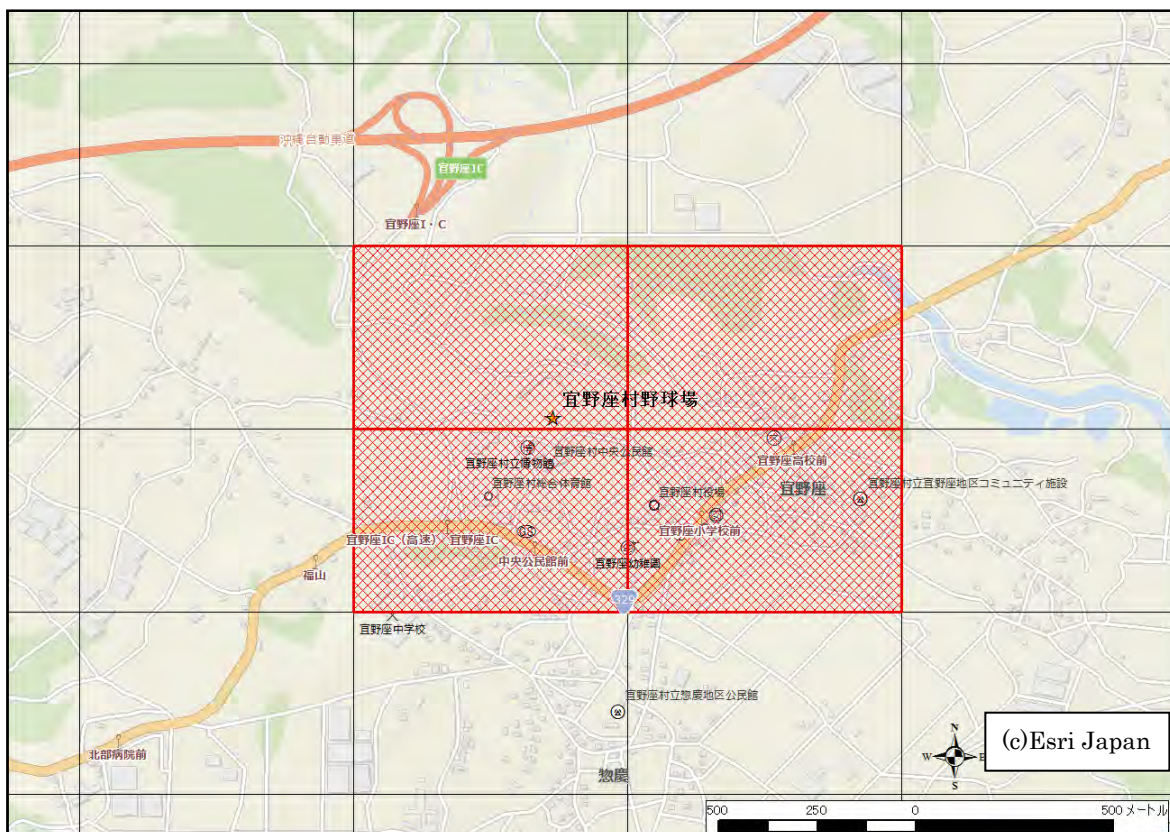 沖縄自動車道
宜野座IC
宜野座I・C
宜野座村野球場
宜野座村立博物館
宜野座村中央公民館
宜野座高校前
宜野座村総合体育館
宜野座村役場
宜野座
宜野座村立宜野座地区コミュニティ施設
宜野座IC（高速）
宜野座IC
宜野座小学校前
中央公民館前
宜野座幼稚園
福山
329
宜野座中学校
宜野座村立惣慶地区公民館
北部病院前
惣慶
N
W
E
S
(c)Esri Japan
500 250 0 500 メートル